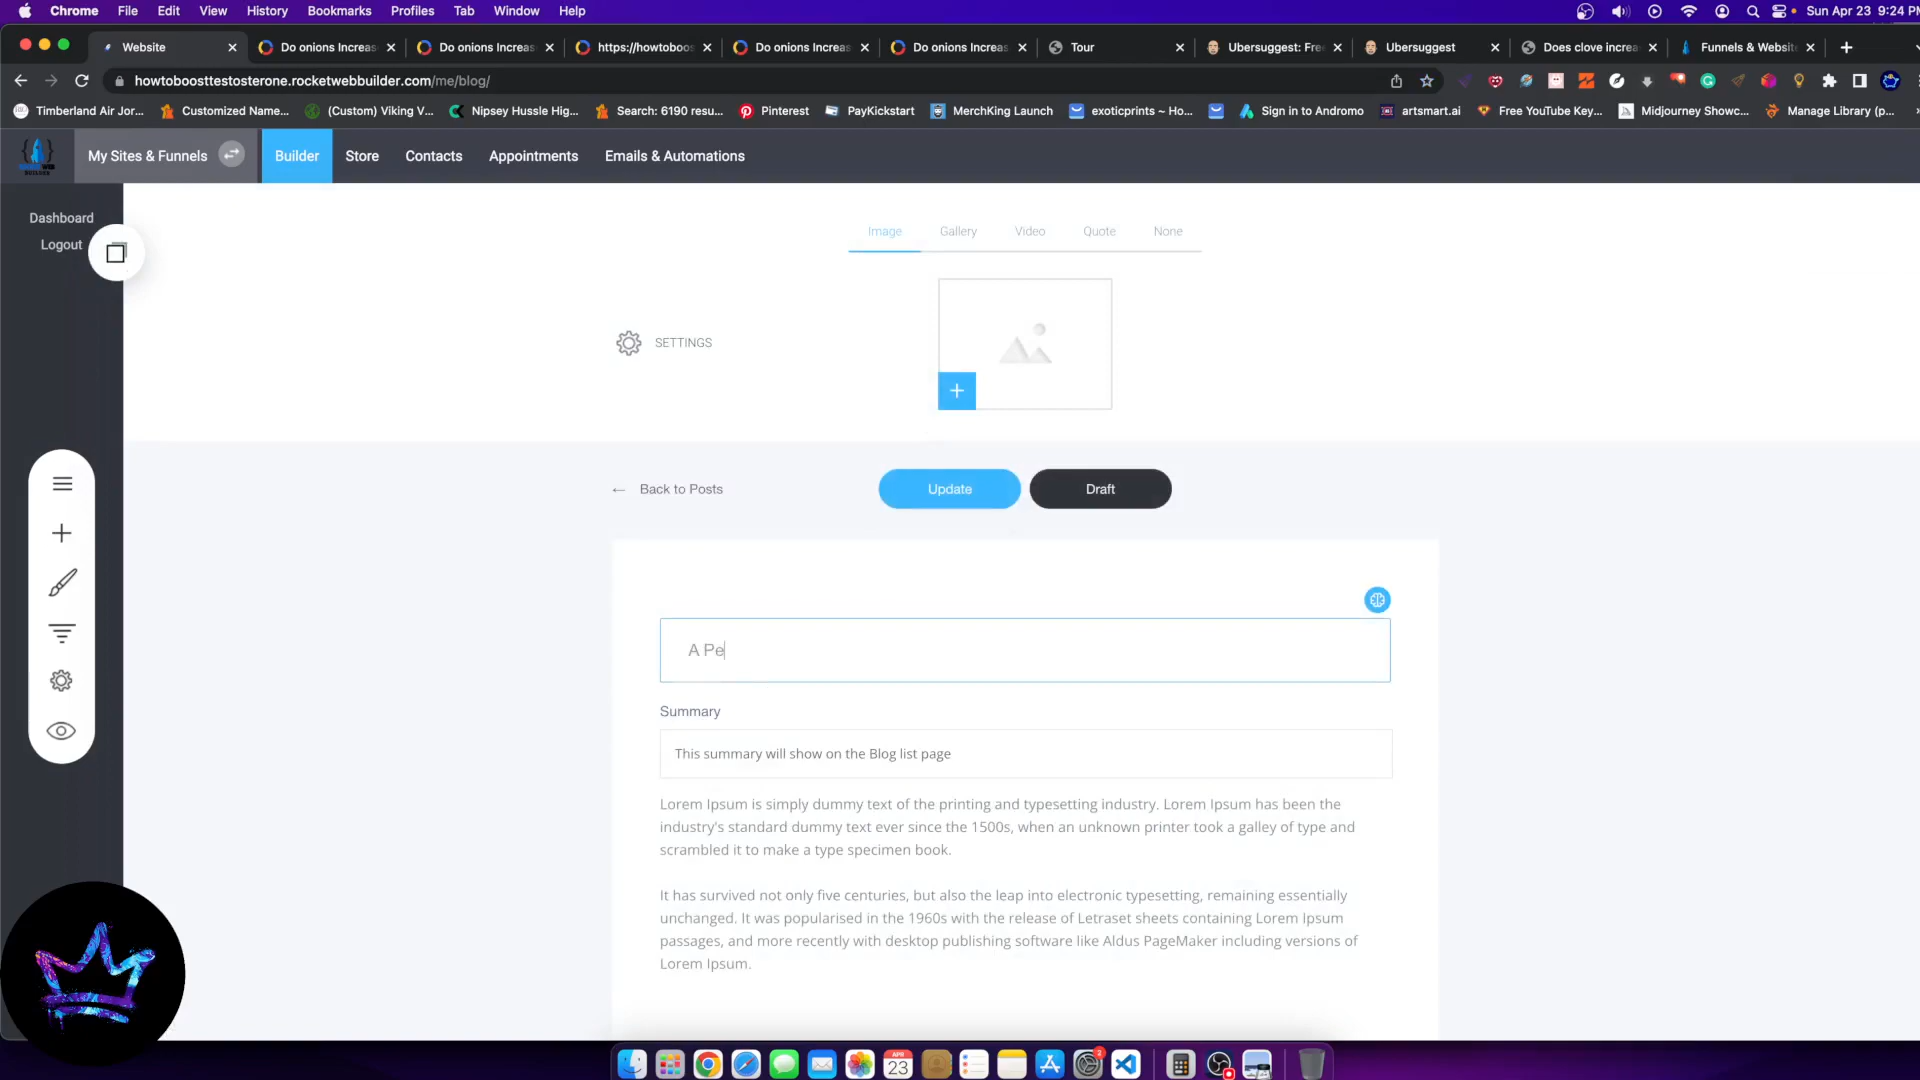 Chrome File Edit View History Bookmarks Profiles Tab Window Help
Sun Apr 23 9:24 PM
Website
Do onions Increas
Do onions Increas
https://howtoboos
Do onions Increas
Do onions Increas
Tour
Ubersuggest: Fre
Ubersuggest
Does clove increa
Funnels & Website
howtoboosttestosterone.rocketwebbuilder.com/me/blog/
Timberland Air Jor...
Customized Name...
(Custom) Viking V...
Nipsey Hussle Hig...
Search: 6190 resu...
Pinterest
PayKickstart
MerchKing Launch
exoticprints ~ Ho...
Sign in to Andromo
artsmart.ai
Free YouTube Key...
Midjourney Showc...
Manage Library (p...
My Sites & Funnels
Builder
Store
Contacts
Appointments
Emails & Automations
Dashboard
Logout
Image
Gallery
Video
Quote
None
SETTINGS
← Back to Posts
Update
Draft
A Pe
Summary
This summary will show on the Blog list page
Lorem Ipsum is simply dummy text of the printing and typesetting industry. Lorem Ipsum has been the
industry's standard dummy text ever since the 1500s, when an unknown printer took a galley of type and
scrambled it to make a type specimen book.
It has survived not only five centuries, but also the leap into electronic typesetting, remaining essentially
unchanged. It was popularised in the 1960s with the release of Letraset sheets containing Lorem Ipsum
passages, and more recently with desktop publishing software like Aldus PageMaker including versions of
Lorem Ipsum.
APR
23
2